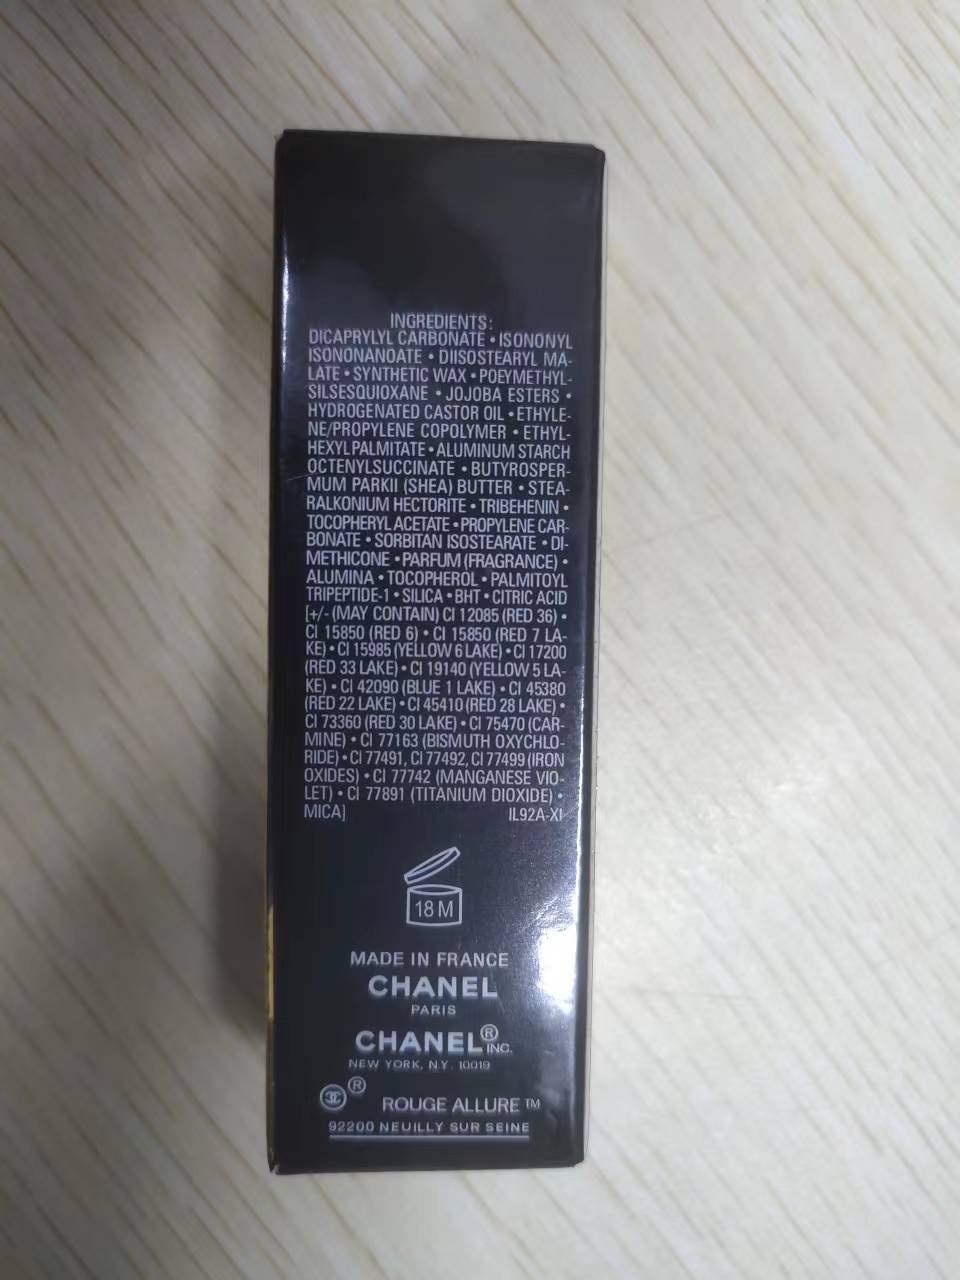 INGREDIENTS:
DICAPRYLYL CARBONATE • ISONONYL
ISONONANOATE • DIISOSTEARYL MA-
LATE • SYNTHETIC WAX • POEYMETHYL-
SILSESQUIOXANE • JOJOBA ESTERS •
HYDROGENATED CASTOR OIL • ETHYLE-
NE/PROPYLENE COPOLYMER • ETHYL-
HEXYL PALMITATE • ALUMINUM STARCH
OCTENYLSUCCINATE • BUTYROSPER-
MUM PARKII (SHEA) BUTTER • STEA-
RALKONIUM HECTORITE • TRIBEHENIN •
TOCOPHERYL ACETATE • PROPYLENE CAR-
BONATE • SORBITAN ISOSTEARATE • DI-
METHICONE • PARFUM (FRAGRANCE) •
ALUMINA • TOCOPHEROL • PALMITOYL
TRIPEPTIDE-1 • SILICA • BHT • CITRIC ACID
[+/- (MAY CONTAIN) CI 12085 (RED 36) •
CI 15850 (RED 6) • CI 15850 (RED 7 LA-
KE) • CI 15985 (YELLOW 6 LAKE) • CI 17200
(RED 33 LAKE) • CI 19140 (YELLOW 5 LA-
KE) • CI 42090 (BLUE 1 LAKE) • CI 45380
(RED 22 LAKE) • CI 45410 (RED 28 LAKE) •
CI 73360 (RED 30 LAKE) • CI 75470 (CAR-
MINE) • CI 77163 (BISMUTH OXYCHLO-
RIDE) • CI 77491, CI 77492, CI 77499 (IRON
OXIDES) • CI 77742 (MANGANESE VIO-
LET) • CI 77891 (TITANIUM DIOXIDE) •
MICA] IL92A-XI
18 M
MADE IN FRANCE
CHANEL
PARIS
CHANEL® INC.
NEW YORK, N.Y. 10019
® ROUGE ALLURE™
92200 NEUILLY SUR SEINE